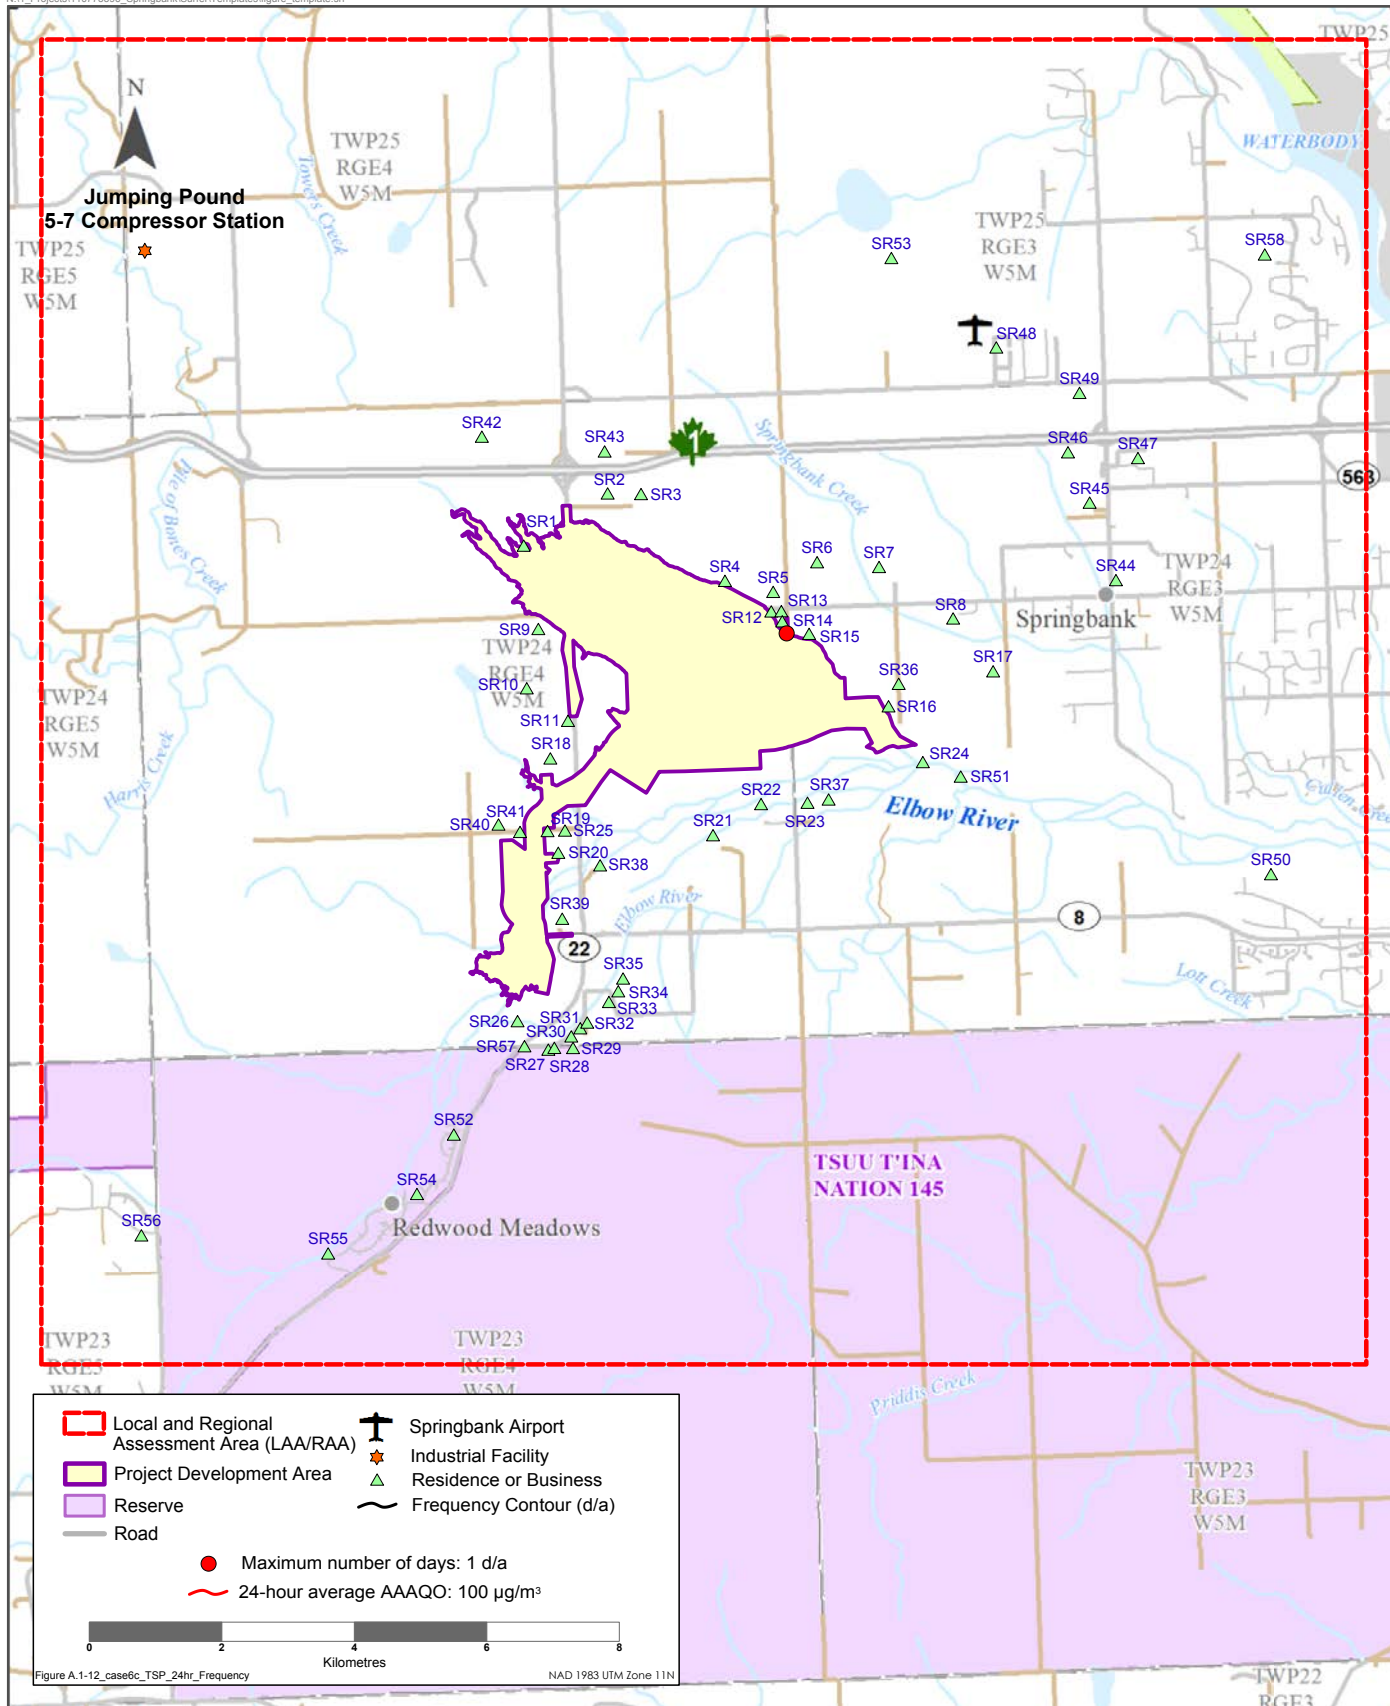 TWP25
N
TWP25
RGE4
W5M
WATERBODY
Towers Creek
Jumping Pound
5-7 Compressor Station
TWP25
RGE5
W5M
TWP25
RGE3
W5M
SR53
SR58
SR48
SR49
SR42
SR43
1
SR46
SR47
Springbank Creek
Pile of Bones Creek
563
SR2
SR3
SR45
SR1
SR6
SR7
SR4
SR5
SR44
TWP24
RGE3
W5M
SR13
SR12
SR14
SR15
SR8
Springbank
SR9
TWP24
RGE4
W5M
SR10
SR17
SR36
TWP24
RGE5
W5M
SR11
SR16
SR18
SR24
SR51
Harris Creek
SR22
SR37
SR23
Elbow River
Cullen Creek
SR41
SR40
SR19
SR25
SR21
SR20
SR38
SR50
Elbow River
SR39
8
22
SR35
SR34
SR33
Lott Creek
SR26
SR31
SR32
SR30
SR57
SR29
SR27
SR28
SR52
TSUU T'INA
NATION 145
SR54
Redwood Meadows
SR56
SR55
TWP23
RGE5
W5M
TWP23
RGE4
W5M
Priddis Creek
TWP23
RGE3
W5M
TWP22
RGE3
Local and Regional
Assessment Area (LAA/RAA)
Project Development Area
Reserve
Road
Springbank Airport
Industrial Facility
Residence or Business
Frequency Contour (d/a)
Maximum number of days: 1 d/a
24-hour average AAAQO: 100 µg/m³
0 2 4 6 8
Kilometres
Figure A.1-12_case6c_TSP_24hr_Frequency
NAD 1983 UTM Zone 11N